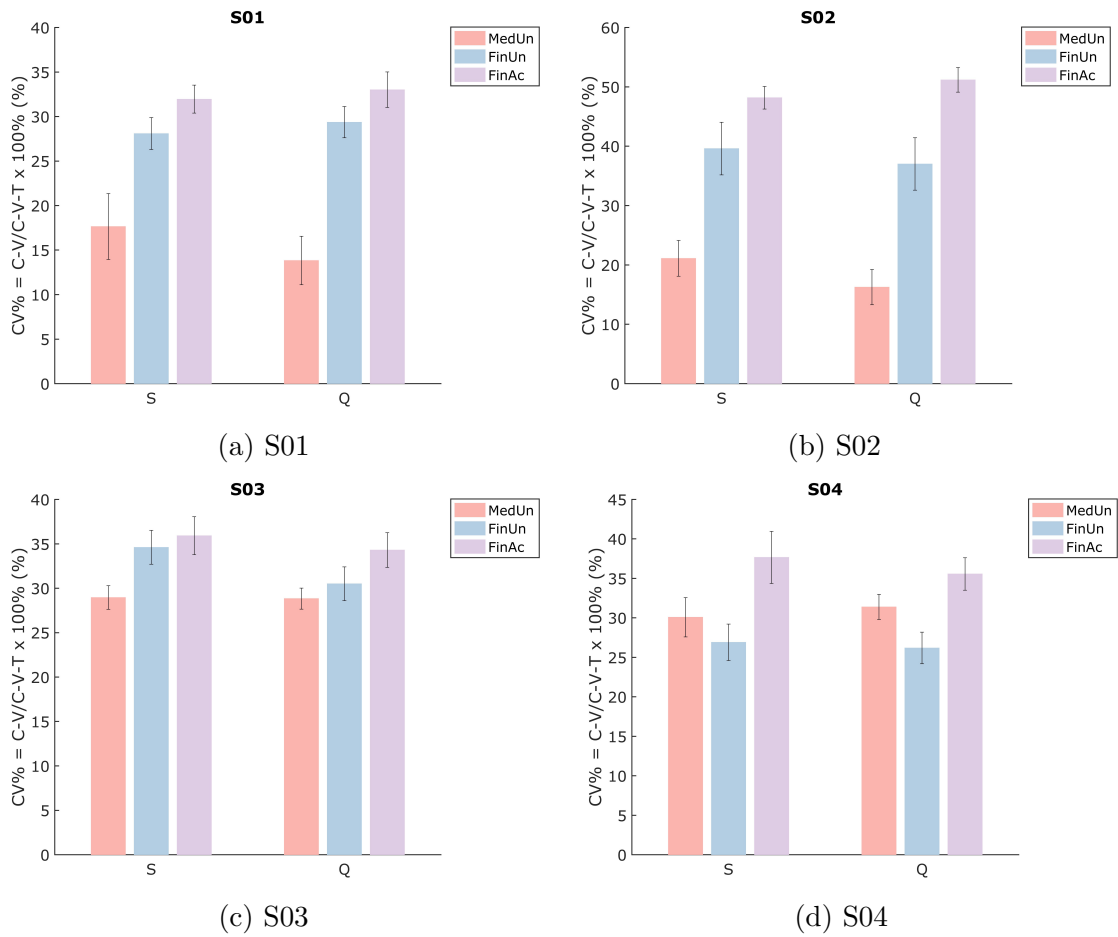 S01
MedUn
FinUn
FinAc
CV% = C-V/C-V-T x 100% (%)
40
35
30
25
20
15
10
5
0
S
Q
(a) S01
S02
MedUn
FinUn
FinAc
CV% = C-V/C-V-T x 100% (%)
60
50
40
30
20
10
0
S
Q
(b) S02
S03
MedUn
FinUn
FinAc
CV% = C-V/C-V-T x 100% (%)
40
35
30
25
20
15
10
5
0
S
Q
(c) S03
S04
MedUn
FinUn
FinAc
CV% = C-V/C-V-T x 100% (%)
45
40
35
30
25
20
15
10
5
0
S
Q
(d) S04